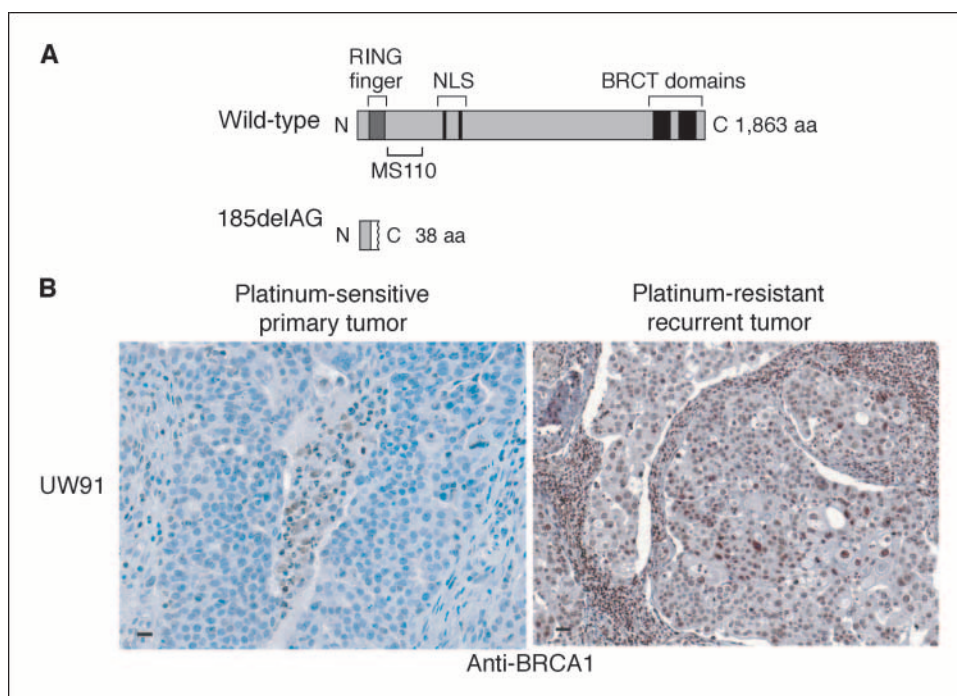 A
RING
finger
NLS
BRCT domains
Wild-type
N
C 1,863 aa
MS110
185delAG
N
C 38 aa
B
Platinum-sensitive
primary tumor
Platinum-resistant
recurrent tumor
UW91
Anti-BRCA1